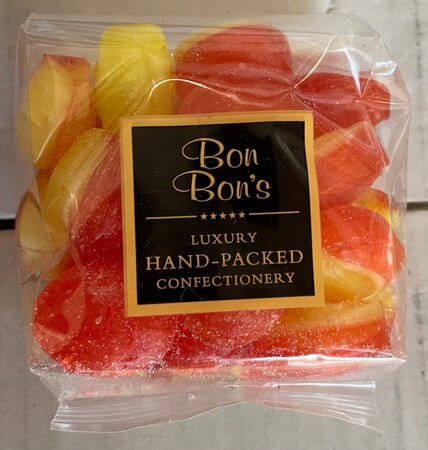 Bon
Bon's
LUXURY
HAND-PACKED
CONFECTIONERY